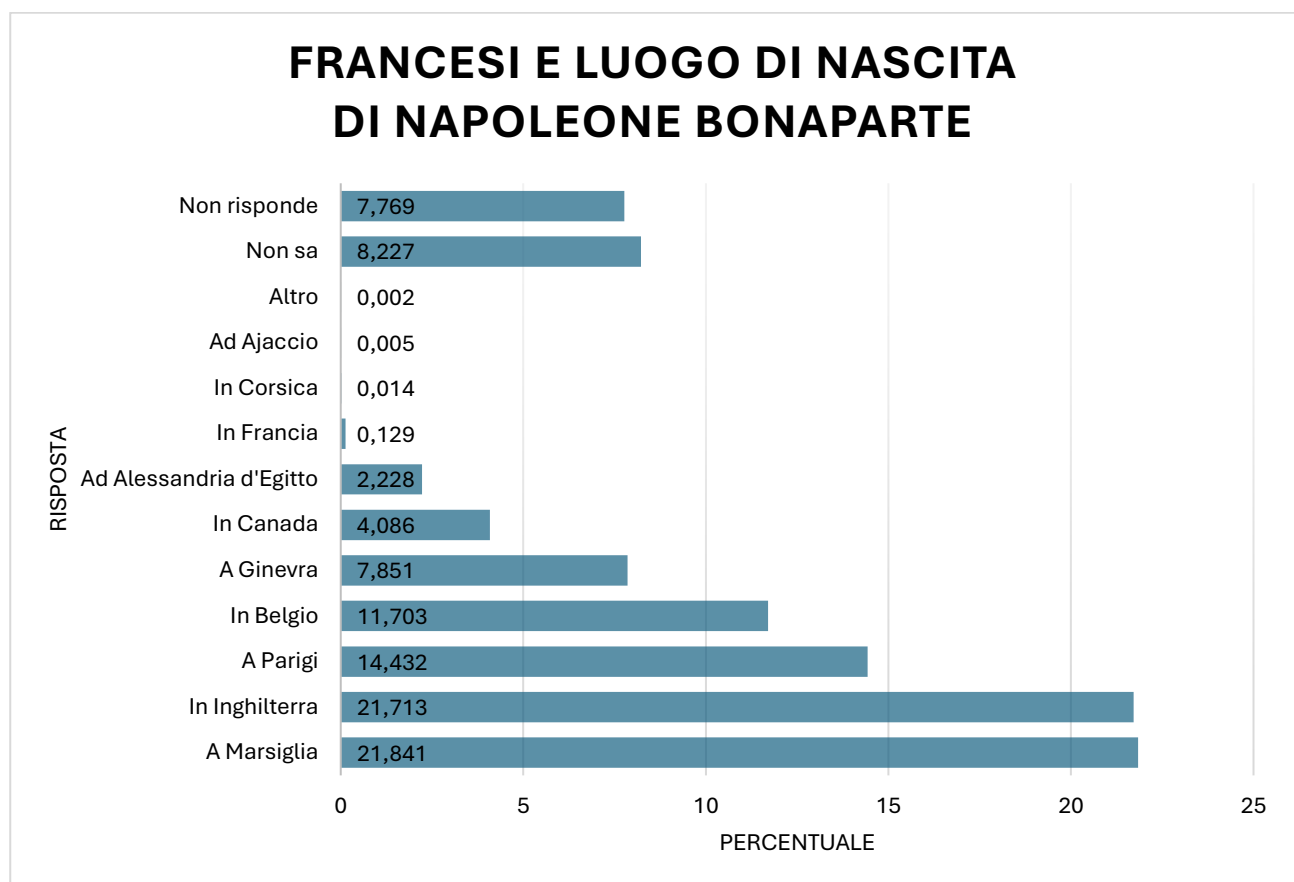 FRANCESI E LUOGO DI NASCITA
DI NAPOLEONE BONAPARTE
Non risponde 7,769
Non sa 8,227
Altro 0,002
Ad Ajaccio 0,005
In Corsica 0,014
In Francia 0,129
Ad Alessandria d'Egitto 2,228
In Canada 4,086
A Ginevra 7,851
In Belgio 11,703
A Parigi 14,432
In Inghilterra 21,713
A Marsiglia 21,841
RISPOSTA
0 5 10 15 20 25
PERCENTUALE